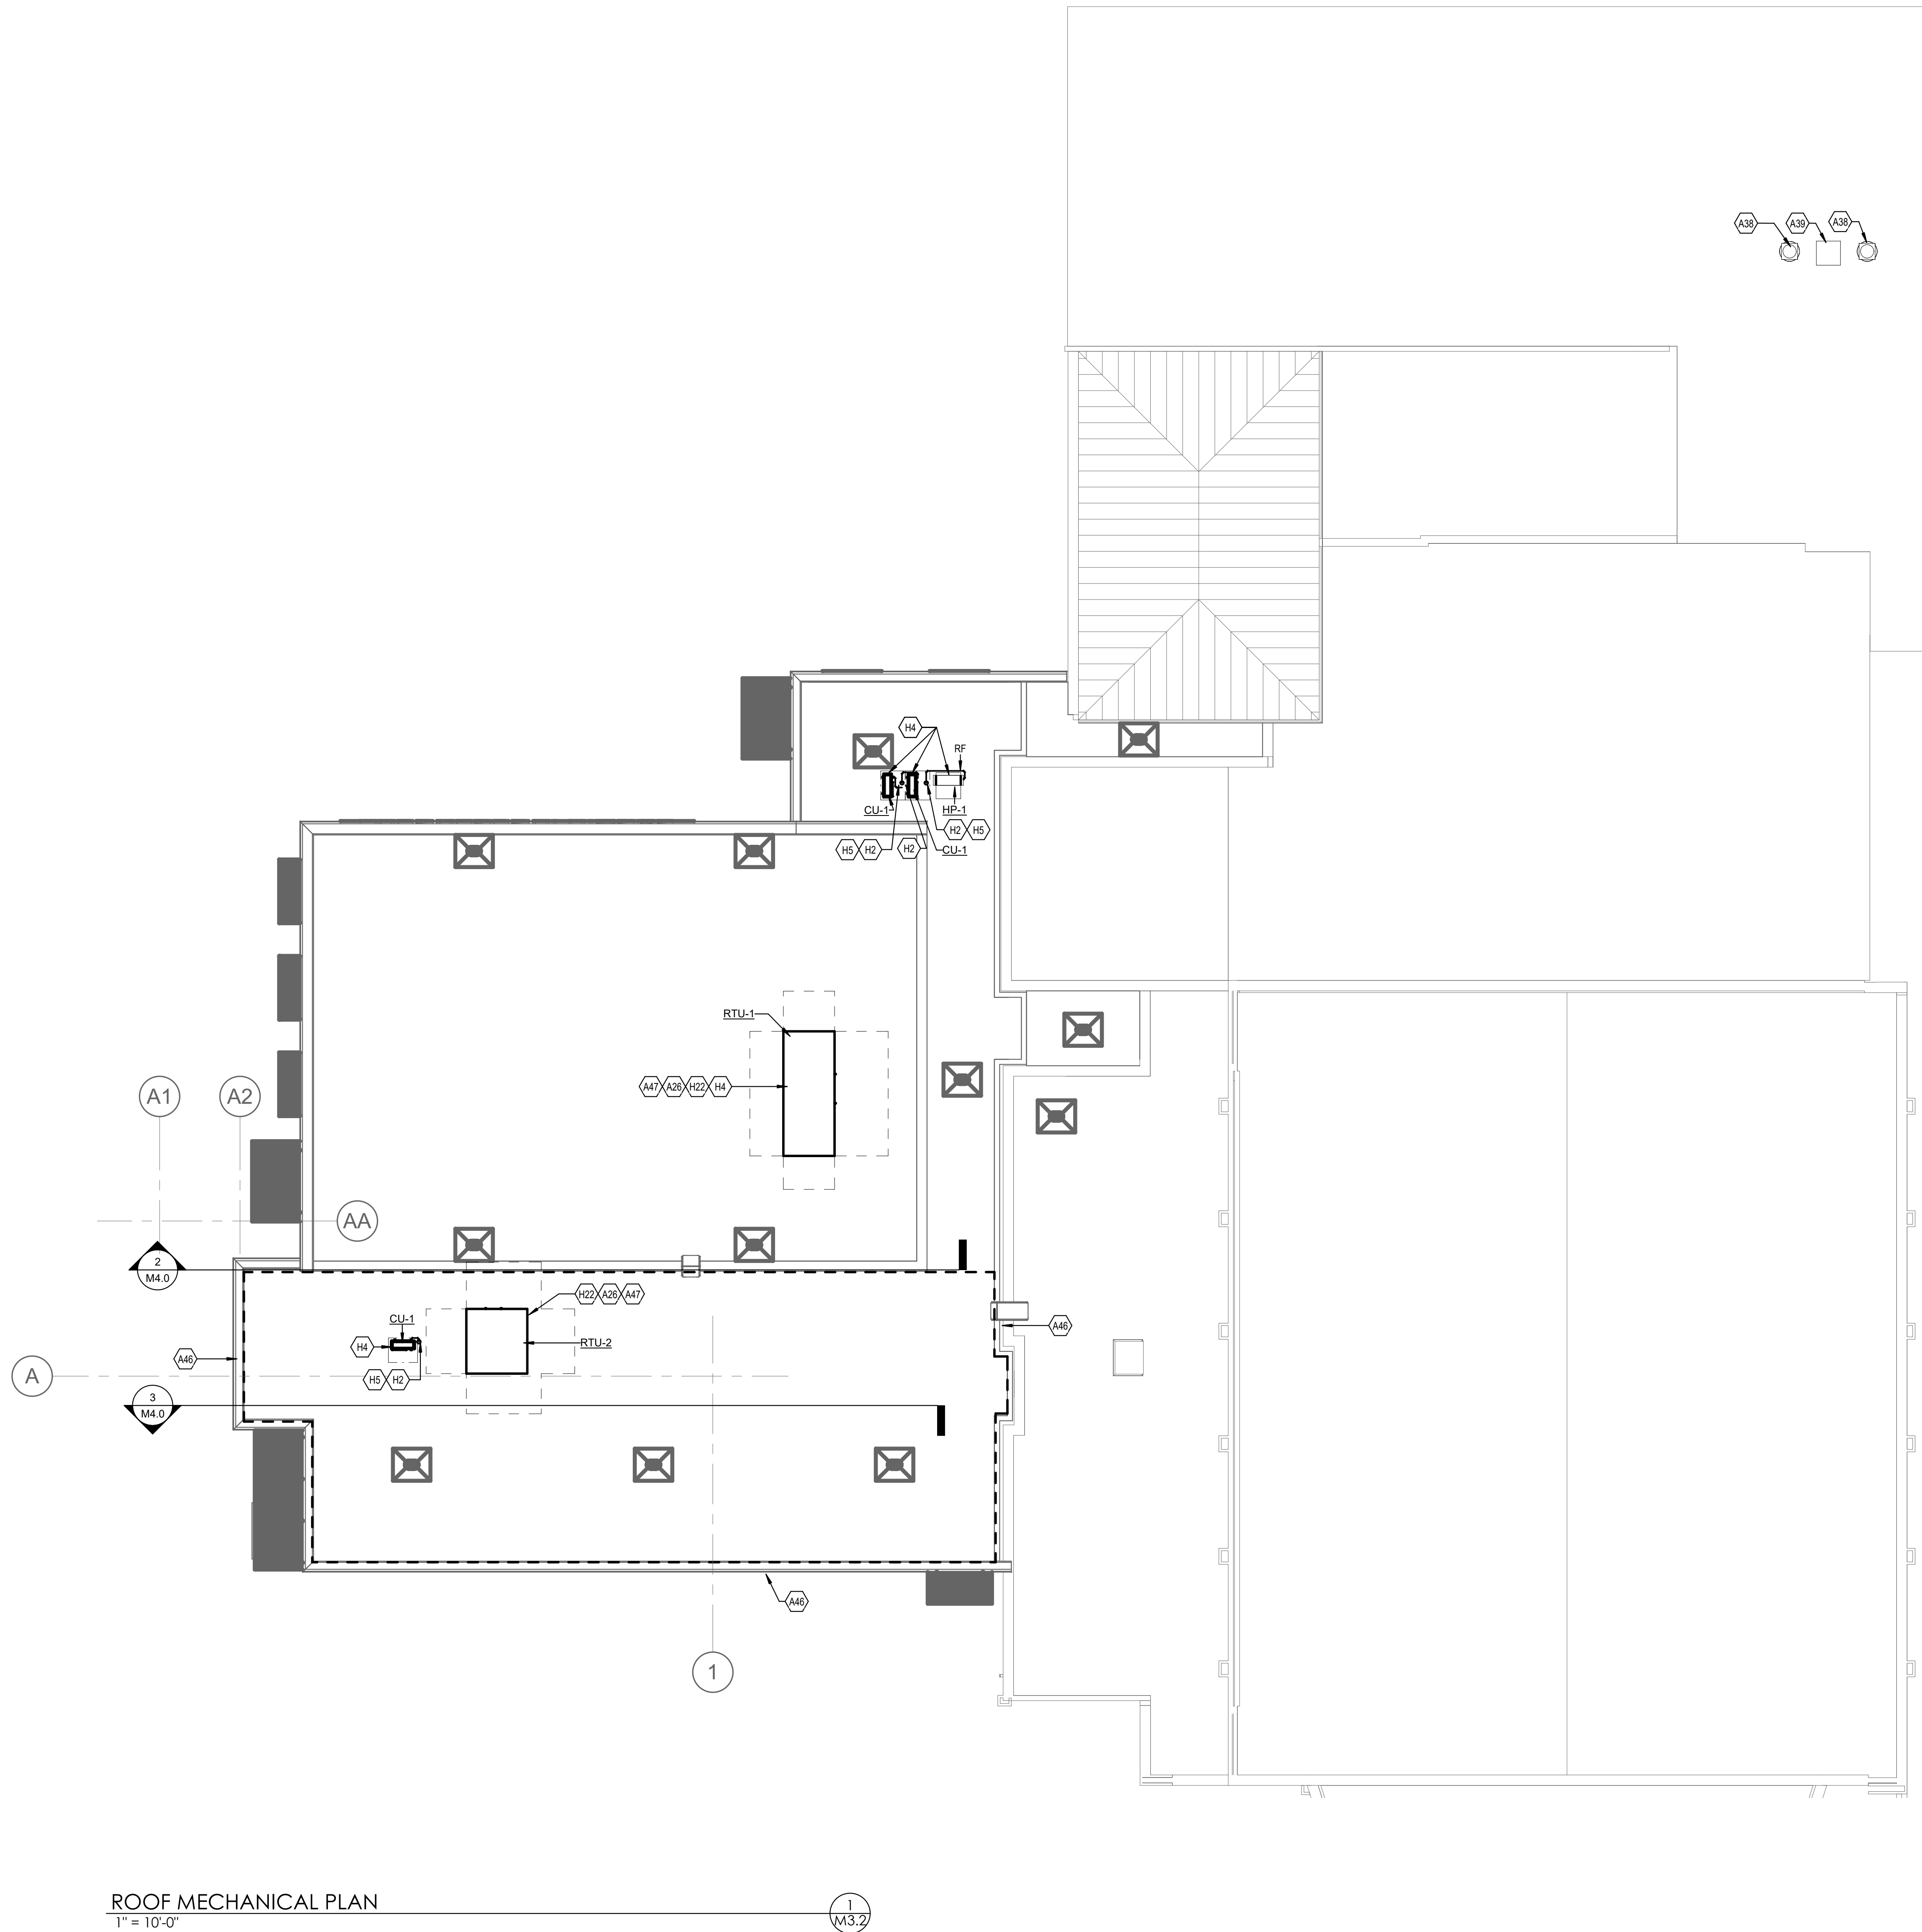 A38 A39 A38
H4
RF
CU-1 HP-1
H2 H5
H5 H2 H2 CU-1
RTU-1
A47 A26 H22 H4
A1 A2
AA
2
M4.0
H22 A26 A47
CU-1
RTU-2
H4
A46
A46
H5 H2
A
3
M4.0
A46
1
ROOF MECHANICAL PLAN
1" = 10'-0"
1
M3.2